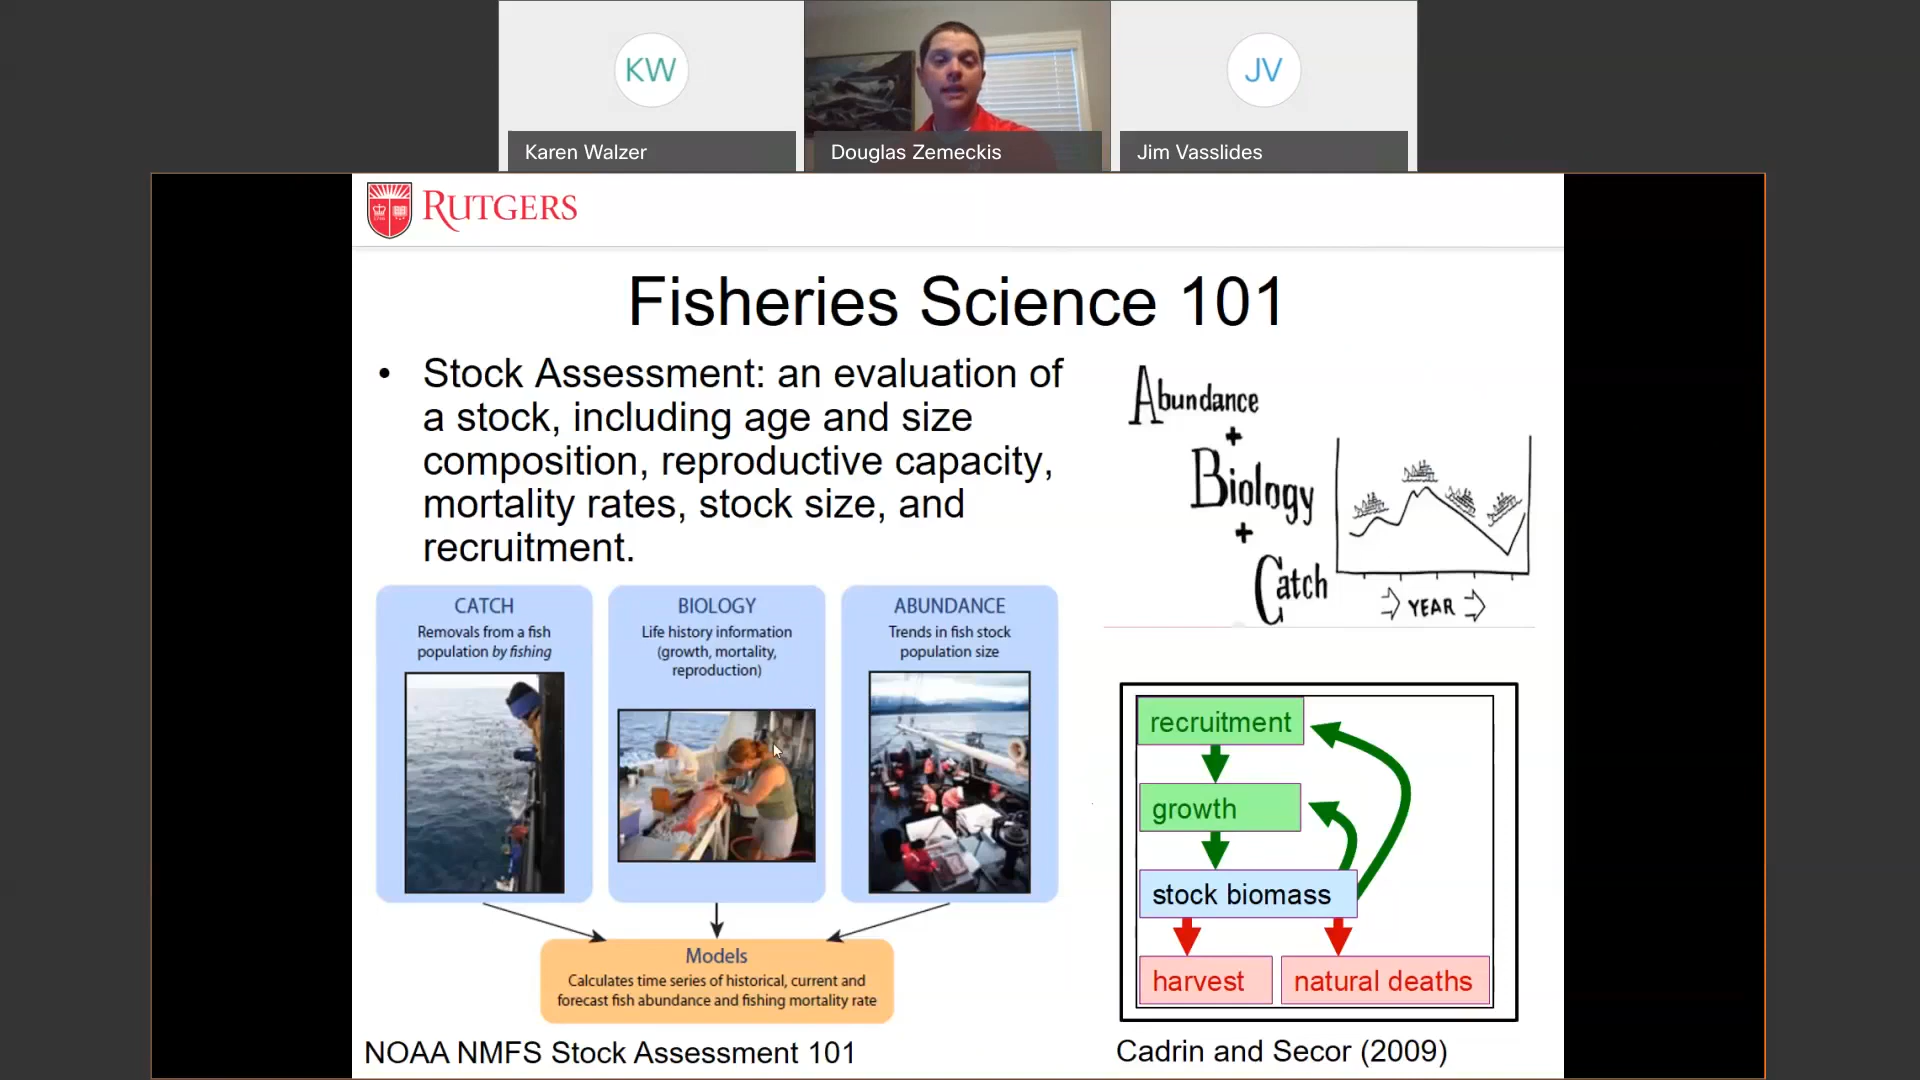 KW
JV
Karen Walzer
Douglas Zemeckis
Jim Vasslides
RUTGERS
Fisheries Science 101
• Stock Assessment: an evaluation of
a stock, including age and size
composition, reproductive capacity,
mortality rates, stock size, and
recruitment.
Abundance
+
Biology
+
Catch
YEAR
CATCH
Removals from a fish
population by fishing
BIOLOGY
Life history information
(growth, mortality,
reproduction)
ABUNDANCE
Trends in fish stock
population size
Models
Calculates time series of historical, current and
forecast fish abundance and fishing mortality rate
NOAA NMFS Stock Assessment 101
recruitment
growth
stock biomass
harvest
natural deaths
Cadrin and Secor (2009)